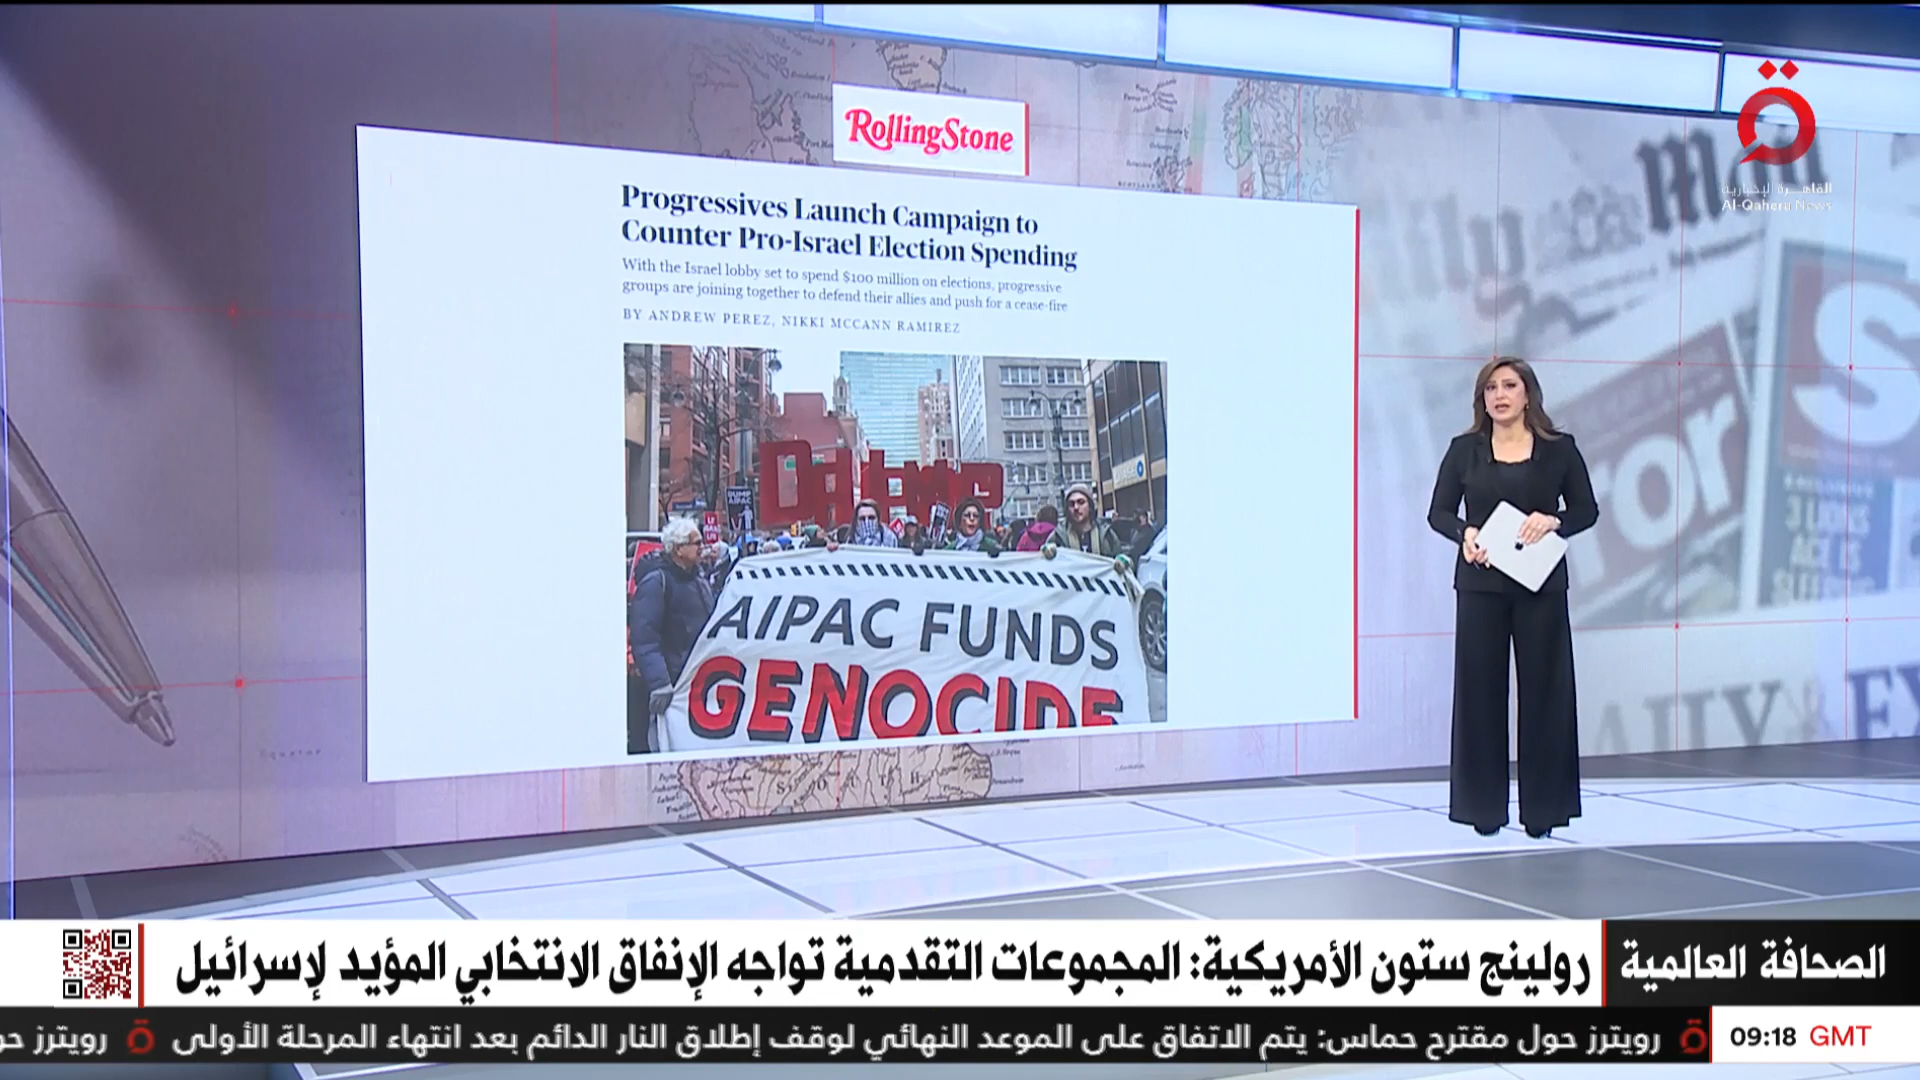 RollingStone
Progressives Launch Campaign to
Counter Pro-Israel Election Spending
With the Israel lobby set to spend $100 million on elections, progressive
groups are joining together to defend their allies and push for a cease-fire
BY ANDREW PEREZ, NIKKI MCCANN RAMIREZ
DUMP
AIPAC
AIPAC FUNDS
GENOCIDE
القاهرة الإخبارية
Al-Qahera News
الصحافة العالمية
رولينج ستون الأمريكية: المجموعات التقدمية تواجه الإنفاق الانتخابي المؤيد لإسرائيل
09:18 GMT
رويترز حول مقترح حماس: يتم الاتفاق على الموعد النهائي لوقف إطلاق النار الدائم بعد انتهاء المرحلة الأولى
رويترز حو